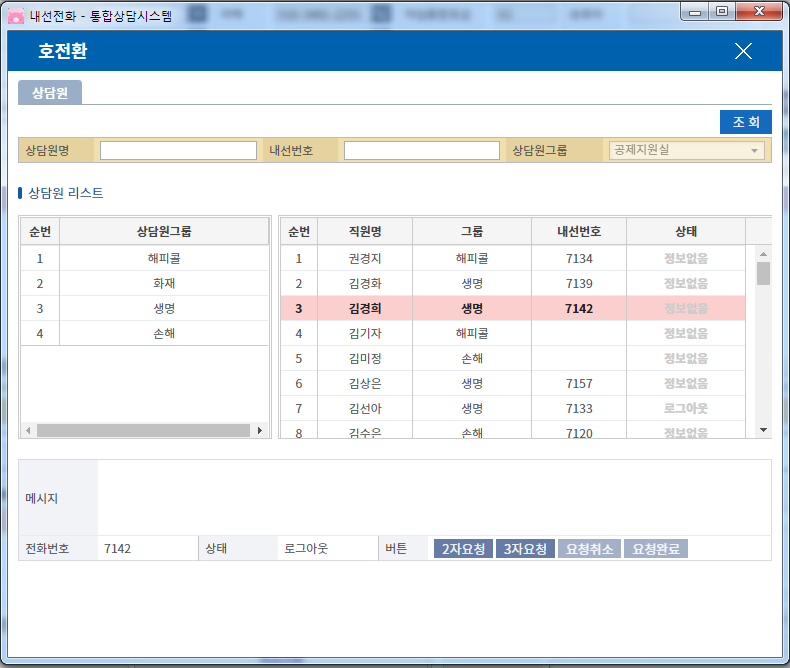 내선전화 - 통합상담시스템
호전환
상담원
조 회
상담원명 내선번호 상담원그룹 공제지원실
상담원 리스트
순번 상담원그룹
1 해피콜
2 화재
3 생명
4 손해
순번 직원명 그룹 내선번호 상태
1 권경지 해피콜 7134 정보없음
2 김경화 생명 7139 정보없음
3 김경희 생명 7142 정보없음
4 김기자 해피콜 정보없음
5 김미정 손해 정보없음
6 김상은 생명 7157 정보없음
7 김선아 생명 7133 로그아웃
8 김수은 손해 7120 정보없음
메시지
전화번호 7142 상태 로그아웃 버튼 2자요청 3자요청 요청취소 요청완료